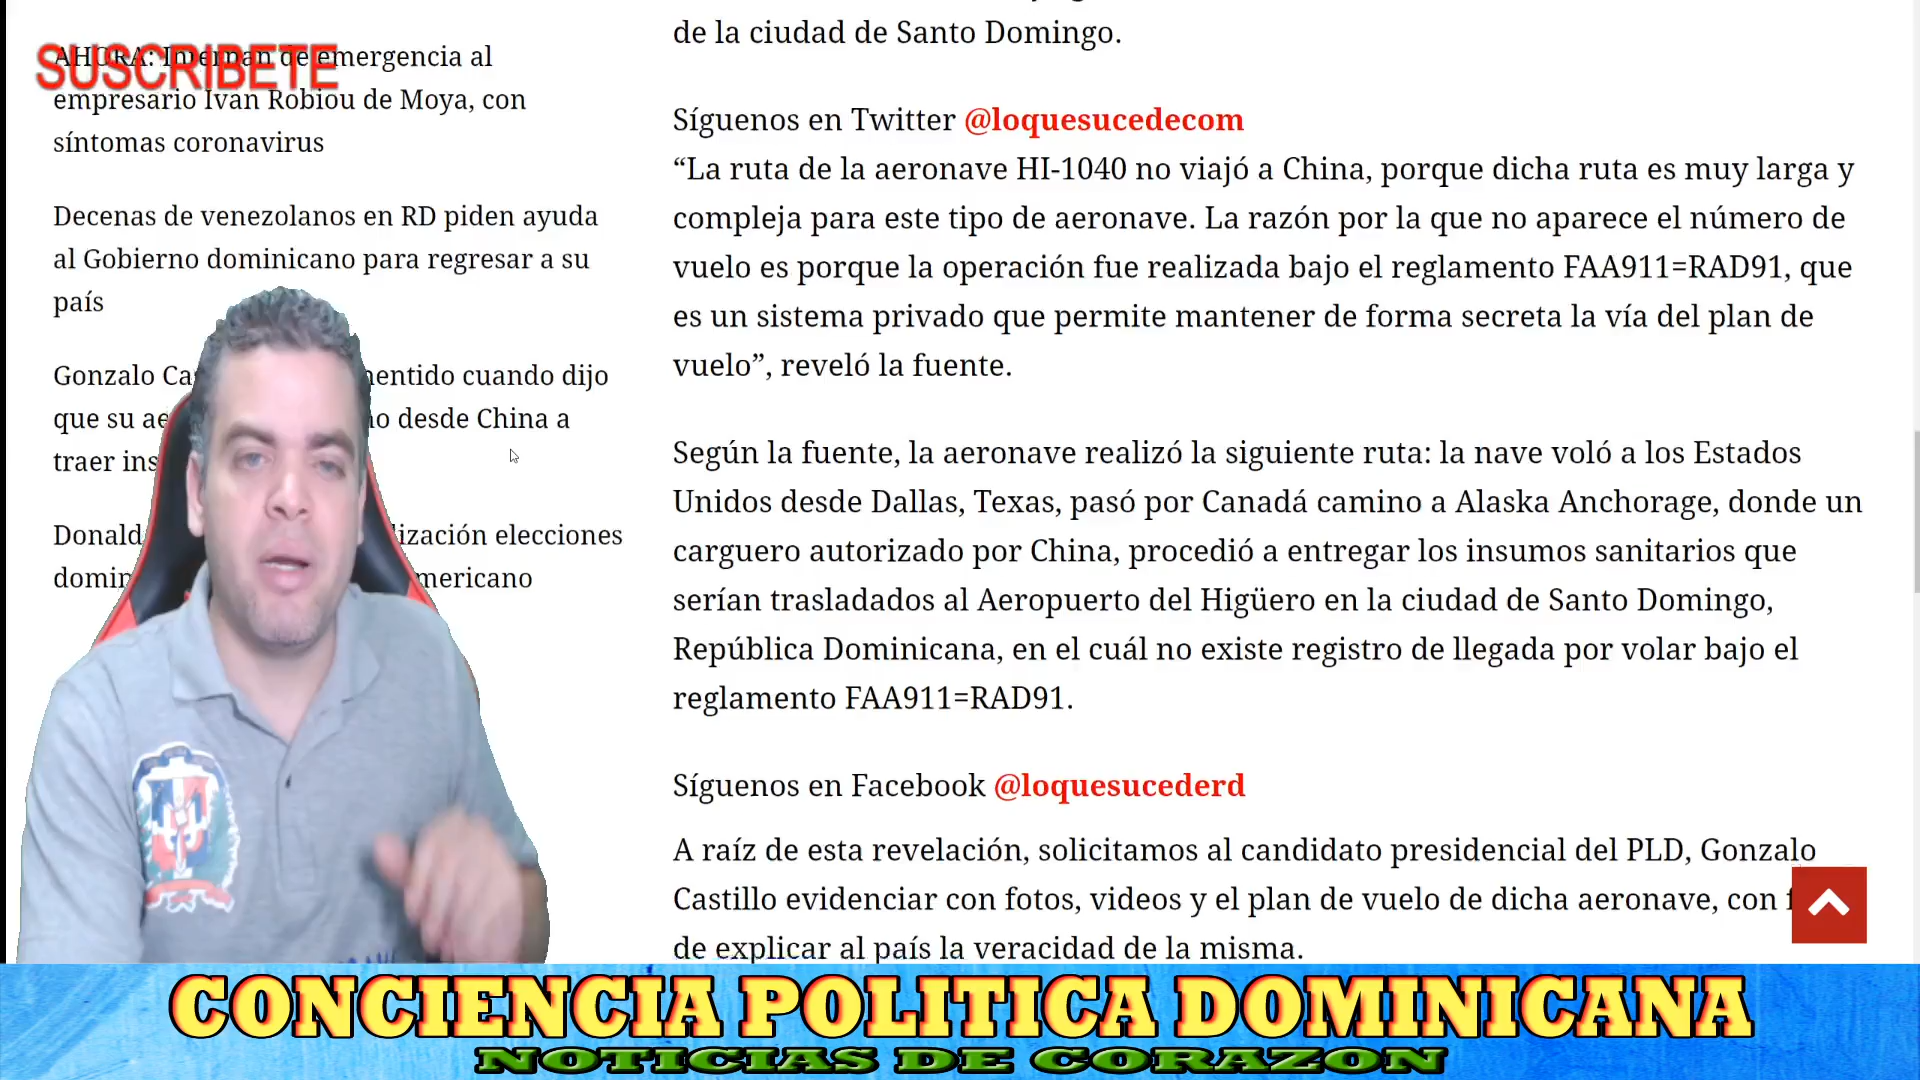 SUSCRIBETE
AHORA: Internan de emergencia al
empresario Ivan Robiou de Moya, con
síntomas coronavirus
Decenas de venezolanos en RD piden ayuda
al Gobierno dominicano para regresar a su
país
Gonzalo mentido cuando dijo
que su desde China a
traer
Donald elecciones
de la ciudad de Santo Domingo.
Síguenos en Twitter @loquesucedecom
“La ruta de la aeronave HI-1040 no viajó a China, porque dicha ruta es muy larga y
compleja para este tipo de aeronave. La razón por la que no aparece el número de
vuelo es porque la operación fue realizada bajo el reglamento FAA911=RAD91, que
es un sistema privado que permite mantener de forma secreta la vía del plan de
vuelo”, reveló la fuente.
Según la fuente, la aeronave realizó la siguiente ruta: la nave voló a los Estados
Unidos desde Dallas, Texas, pasó por Canadá camino a Alaska Anchorage, donde un
carguero autorizado por China, procedió a entregar los insumos sanitarios que
serían trasladados al Aeropuerto del Higüero en la ciudad de Santo Domingo,
República Dominicana, en el cuál no existe registro de llegada por volar bajo el
reglamento FAA911=RAD91.
Síguenos en Facebook @loquesucederd
A raíz de esta revelación, solicitamos al candidato presidencial del PLD, Gonzalo
Castillo evidenciar con fotos, videos y el plan de vuelo de dicha aeronave, con
de explicar al país la veracidad de la misma.
CONCIENCIA POLITICA DOMINICANA
NOTICIAS DE CORAZON